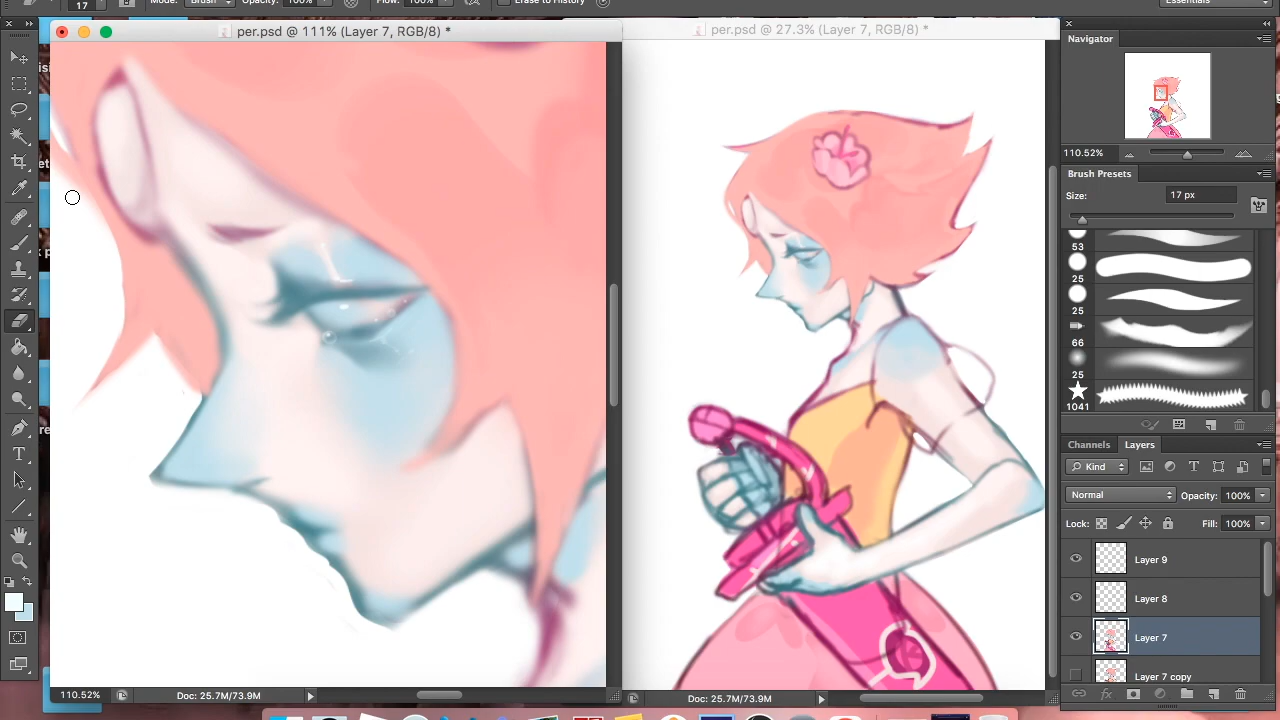 17
Mode: Brush
Opacity: 100%
Flow: 100%
Erase to History
Essentials
per.psd @ 111% (Layer 7, RGB/8) *
per.psd @ 27.3% (Layer 7, RGB/8) *
Navigator
110.52%
Brush Presets
Size:
17 px
53
25
25
66
25
1041
Channels
Layers
Kind
Normal
Opacity: 100%
Lock:
Fill: 100%
Layer 9
Layer 8
Layer 7
Layer 7 copy
110.52%
Doc: 25.7M/73.9M
Doc: 25.7M/73.9M